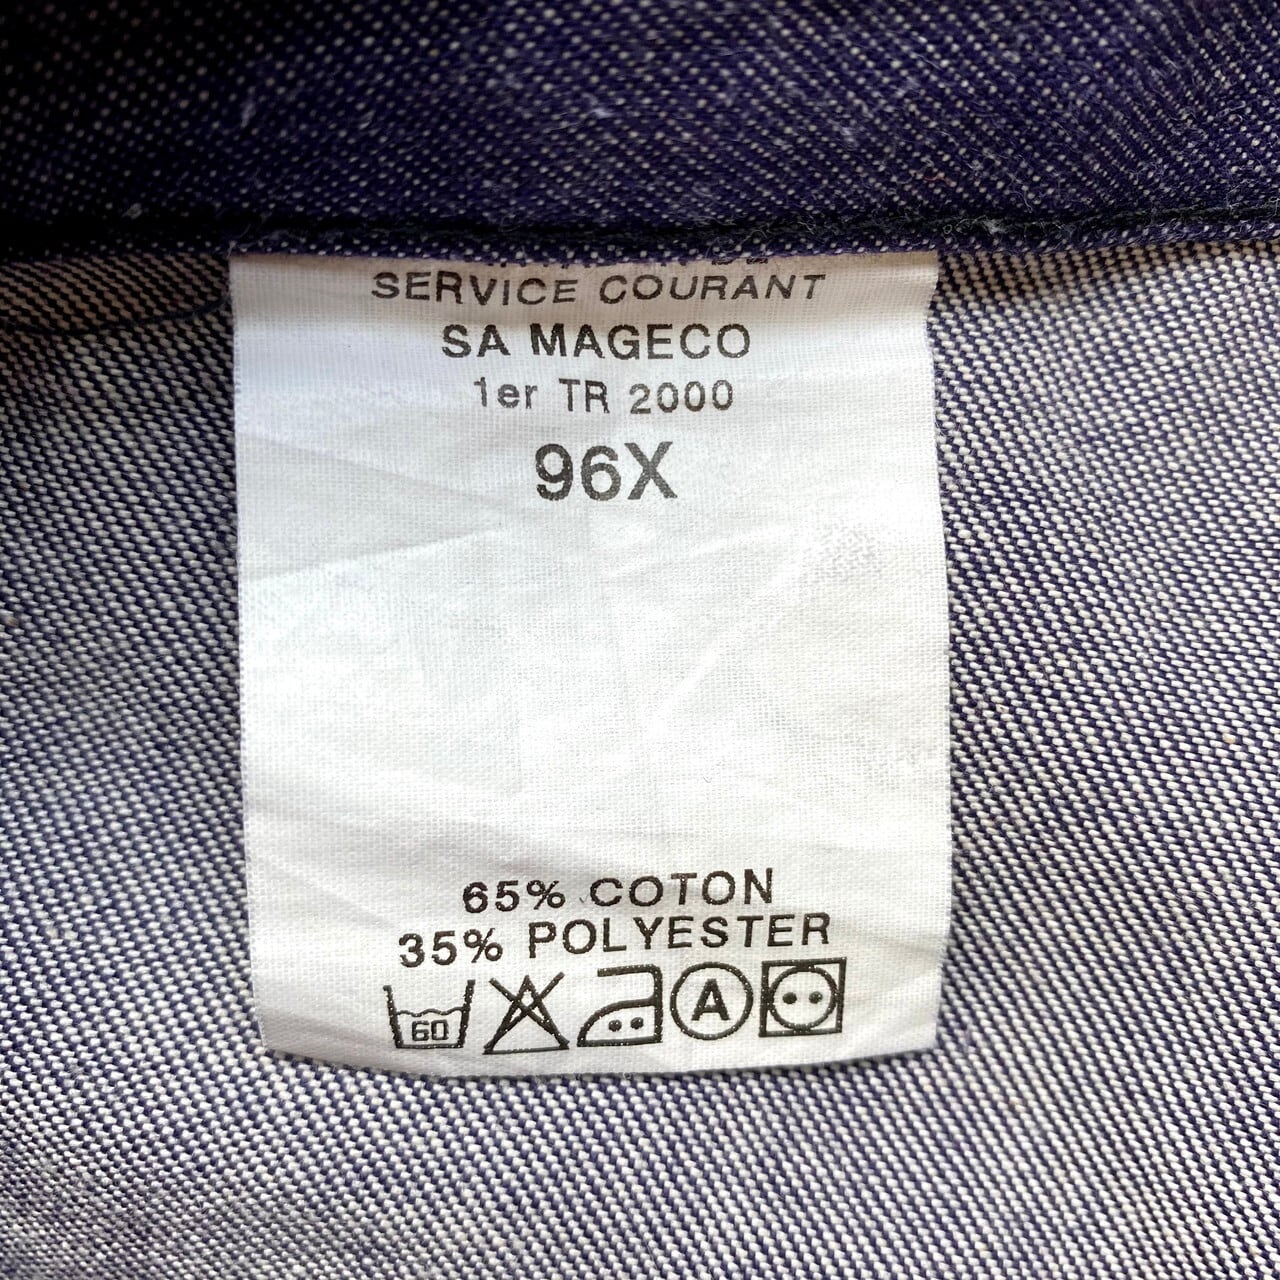 SERVICE COURANT
SA MAGECO
1er TR 2000
96X
65% COTON
35% POLYESTER
60 A